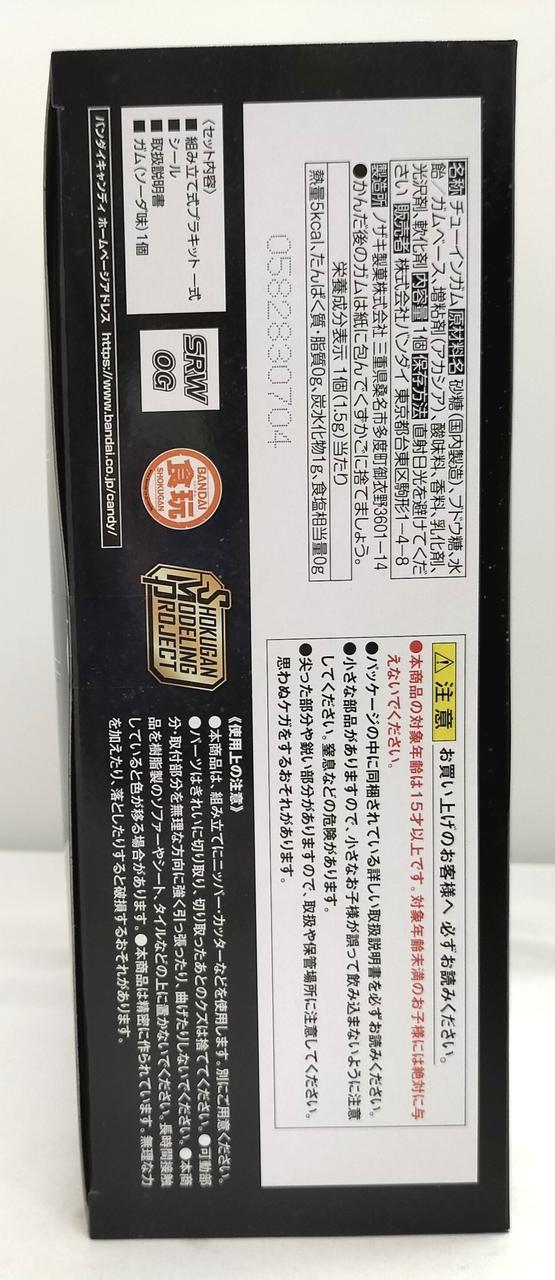 名称 チューインガム 原材料名 砂糖(国内製造)、ブドウ糖、水
飴／ガムベース、増粘剤(アカシア)、酸味料、香料、乳化剤、
光沢剤、軟化剤 内容量 1個 保存方法 直射日光を避けてくだ
さい 販売者 株式会社バンダイ 東京都台東区駒形1－4－8
製造所 ノザキ製菓株式会社 三重県桑名市多度町御衣野3601－14
●かんだ後のガムは紙に包んでくずかごに捨てましょう。
栄養成分表示 1個(1.5g)当たり
熱量5kcal、たんぱく質・脂質0g、炭水化物1g、食塩相当量0g
0582830704
注意 お買い上げのお客様へ 必ずお読みください。
●本商品の対象年齢は15才以上です。対象年齢未満のお子様には絶対に与
えないでください。
●パッケージの中に同梱されている詳しい取扱説明書を必ずお読みください。
●小さな部品がありますので、小さなお子様が誤って飲み込まないように注意
してください。窒息などの危険があります。
●尖った部分や鋭い部分がありますので、取扱や保管場所に注意してください。
思わぬケガをするおそれがあります。
〈セット内容〉
■組み立て式プラキット一式
■シール
■取扱説明書
■ガム(ソーダ味)1個
SRW
OG
BANDAI
食玩
SHOKUGAN
SHOKUGAN
MODELING
PROJECT
バンダイキャンディ ホームページアドレス https://www.bandai.co.jp/candy/
《使用上の注意》
●本商品は、組み立てにニッパー・カッターなどを使用します。別にご用意ください。
●パーツはきれいに切り取り、切り取ったあとのクズは捨ててください。●可動部
分・取付部分を無理な方向に強く引っ張ったり、曲げたりしないでください。●本商
品を樹脂製のソファーやシート、タイルなどの上に置かないでください。長時間接触
していると色が移る場合があります。●本商品は精密に作られています。無理な力
を加えたり、落としたりすると破損するおそれがあります。